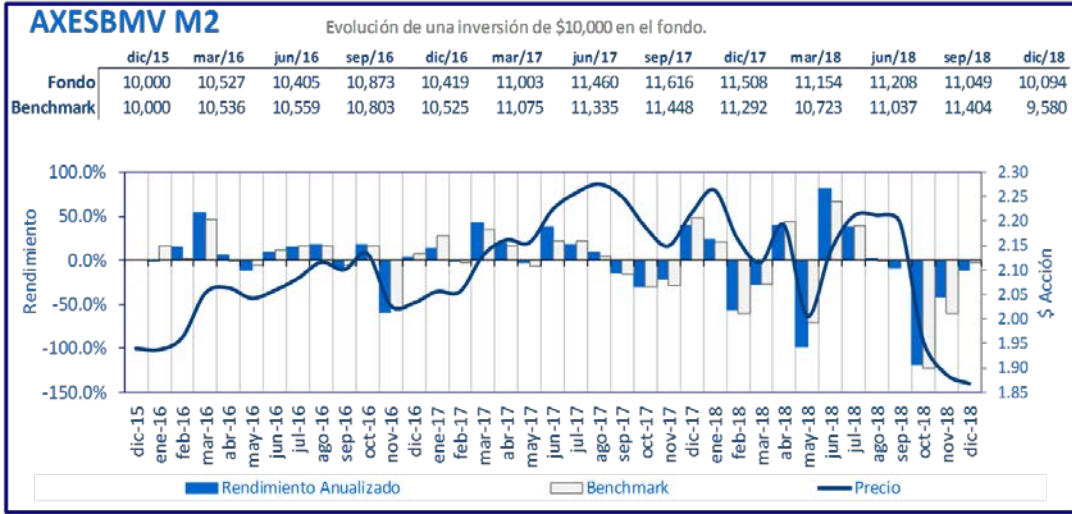 AXESBMV M2
Evolución de una inversión de $10,000 en el fondo.
dic/15 mar/16 jun/16 sep/16 dic/16 mar/17 jun/17 sep/17 dic/17 mar/18 jun/18 sep/18 dic/18
Fondo 10,000 10,527 10,405 10,873 10,419 11,003 11,460 11,616 11,508 11,154 11,208 11,049 10,094
Benchmark 10,000 10,536 10,559 10,803 10,525 11,075 11,335 11,448 11,292 10,723 11,037 11,404 9,580
Rendimiento
100.0%
50.0%
0.0%
-50.0%
-100.0%
-150.0%
2.30
2.25
2.20
2.15
2.10
2.05
2.00
1.95
1.90
1.85
$ Acción
dic-15 ene-16 feb-16 mar-16 abr-16 may-16 jun-16 jul-16 ago-16 sep-16 oct-16 nov-16 dic-16 ene-17 feb-17 mar-17 abr-17 may-17 jun-17 jul-17 ago-17 sep-17 oct-17 nov-17 dic-17 ene-18 feb-18 mar-18 abr-18 may-18 jun-18 jul-18 ago-18 sep-18 oct-18 nov-18 dic-18
Rendimiento Anualizado Benchmark Precio